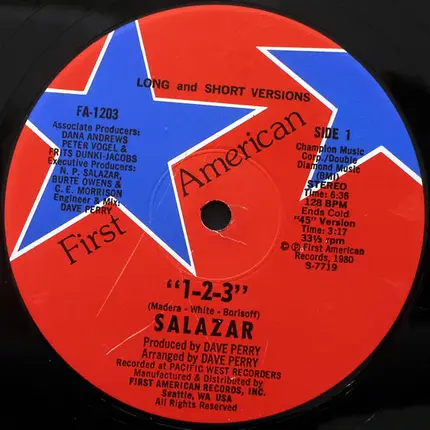 LONG and SHORT VERSIONS
FA-1203
Associate Producers:
DANA ANDREWS
PETER VOGEL &
FRITS DUNKI-JACOBS
Executive Producers:
N. P. SALAZAR,
BURTE OWENS &
C. E. MORRISON
Engineer & Mix:
DAVE PERRY
First American
SIDE 1
Champion Music
Corp./Double
Diamond Music
(BMI)
STEREO
Time: 6:36
128 BPM
Ends Cold
"45" Version
Time: 3:17
33⅓ rpm
© ℗ First American
Records, 1980
S-7719
"1-2-3"
(Madera - White - Borisoff)
SALAZAR
Produced by DAVE PERRY
Arranged by DAVE PERRY
Recorded at PACIFIC WEST RECORDERS
Manufactured & Distributed by
FIRST AMERICAN RECORDS, INC.
Seattle, WA USA
All Rights Reserved